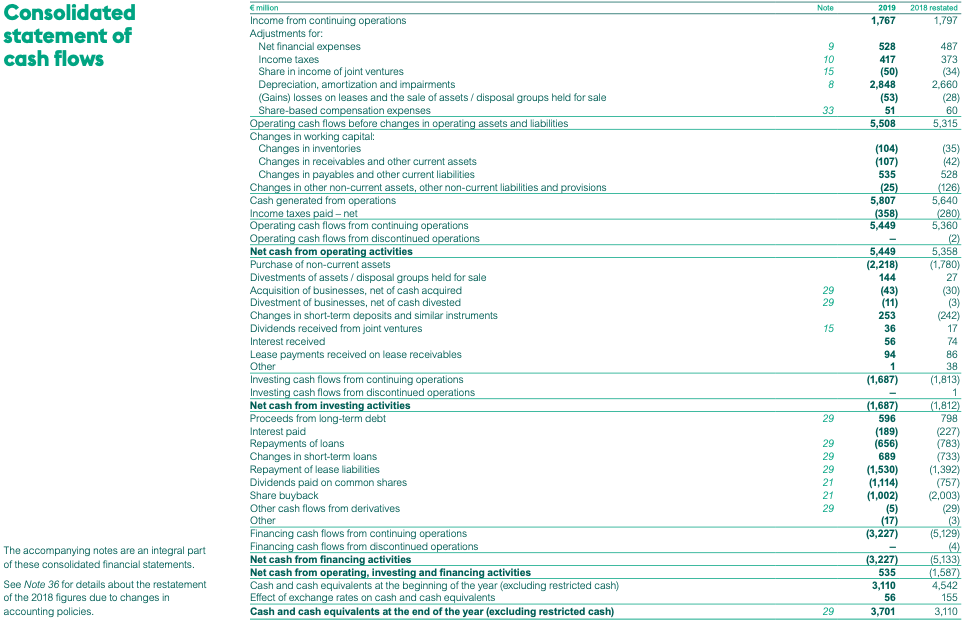 Consolidated
statement of
cash flows
€ million Note 2019 2018 restated
Income from continuing operations 1,767 1,797
Adjustments for:
Net financial expenses 9 528 487
Income taxes 10 417 373
Share in income of joint ventures 15 (50) (34)
Depreciation, amortization and impairments 8 2,848 2,660
(Gains) losses on leases and the sale of assets / disposal groups held for sale (53) (28)
Share-based compensation expenses 33 51 60
Operating cash flows before changes in operating assets and liabilities 5,508 5,315
Changes in working capital:
Changes in inventories (104) (35)
Changes in receivables and other current assets (107) (42)
Changes in payables and other current liabilities 535 528
Changes in other non-current assets, other non-current liabilities and provisions (25) (126)
Cash generated from operations 5,807 5,640
Income taxes paid – net (358) (280)
Operating cash flows from continuing operations 5,449 5,360
Operating cash flows from discontinued operations – (2)
Net cash from operating activities 5,449 5,358
Purchase of non-current assets (2,218) (1,780)
Divestments of assets / disposal groups held for sale 144 27
Acquisition of businesses, net of cash acquired 29 (43) (30)
Divestment of businesses, net of cash divested 29 (11) (3)
Changes in short-term deposits and similar instruments 253 (242)
Dividends received from joint ventures 15 36 17
Interest received 56 74
Lease payments received on lease receivables 94 86
Other 1 38
Investing cash flows from continuing operations (1,687) (1,813)
Investing cash flows from discontinued operations – 1
Net cash from investing activities (1,687) (1,812)
Proceeds from long-term debt 29 596 798
Interest paid (189) (227)
Repayments of loans 29 (656) (783)
Changes in short-term loans 29 689 (733)
Repayment of lease liabilities 29 (1,530) (1,392)
Dividends paid on common shares 21 (1,114) (757)
Share buyback 21 (1,002) (2,003)
Other cash flows from derivatives 29 (5) (29)
Other (17) (3)
Financing cash flows from continuing operations (3,227) (5,129)
Financing cash flows from discontinued operations – (4)
Net cash from financing activities (3,227) (5,133)
Net cash from operating, investing and financing activities 535 (1,587)
Cash and cash equivalents at the beginning of the year (excluding restricted cash) 3,110 4,542
Effect of exchange rates on cash and cash equivalents 56 155
Cash and cash equivalents at the end of the year (excluding restricted cash) 29 3,701 3,110
The accompanying notes are an integral part
of these consolidated financial statements.
See Note 36 for details about the restatement
of the 2018 figures due to changes in
accounting policies.